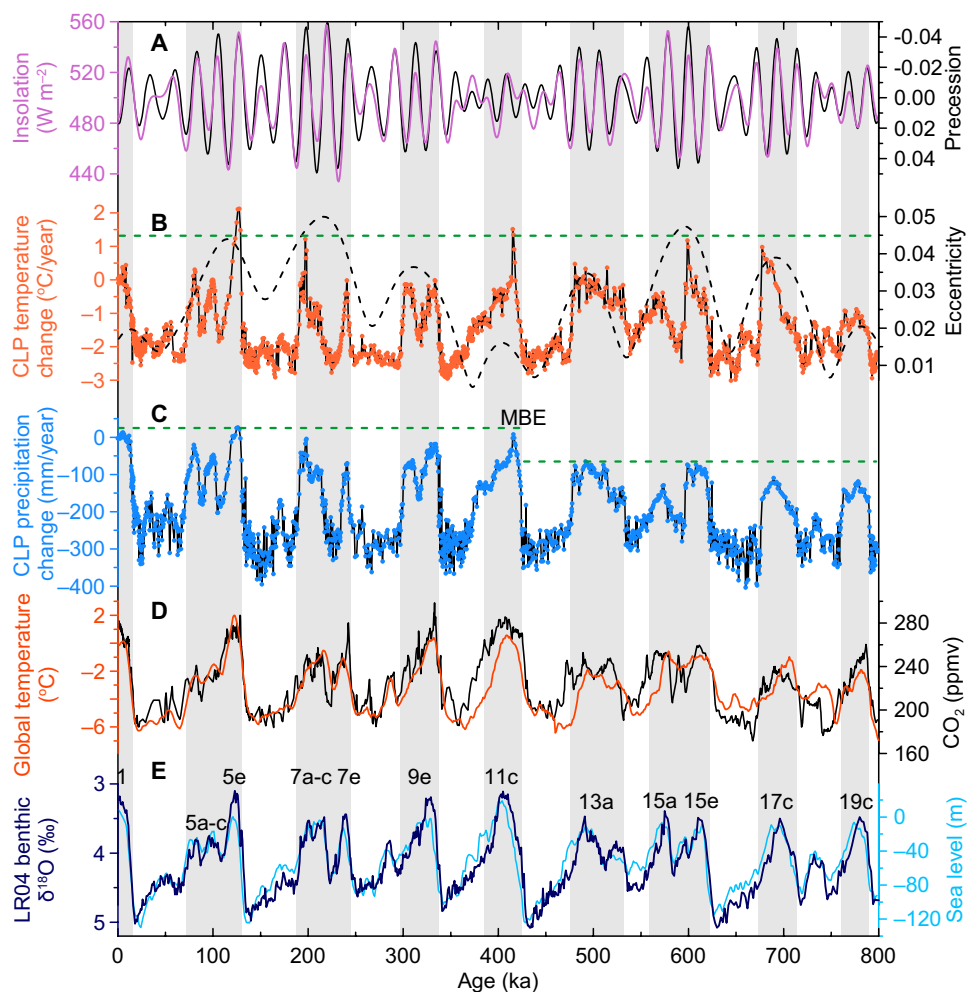 A
560
520
480
440
Insolation
(W m⁻²)
-0.04
-0.02
0.00
0.02
0.04
Precession
B
2
1
0
−1
−2
−3
CLP temperature
change (°C/year)
0.05
0.04
0.03
0.02
0.01
Eccentricity
C
MBE
0
−100
−200
−300
−400
CLP precipitation
change (mm/year)
D
2
−2
−6
Global temperature
(°C)
280
240
200
160
CO₂ (ppmv)
E
1
5e
7a-c 7e
9e
11c
5a-c
13a
15a 15e
17c
19c
3
4
5
LR04 benthic
δ¹⁸O (‰)
0
−40
−80
−120
Sea level (m)
0 100 200 300 400 500 600 700 800
Age (ka)